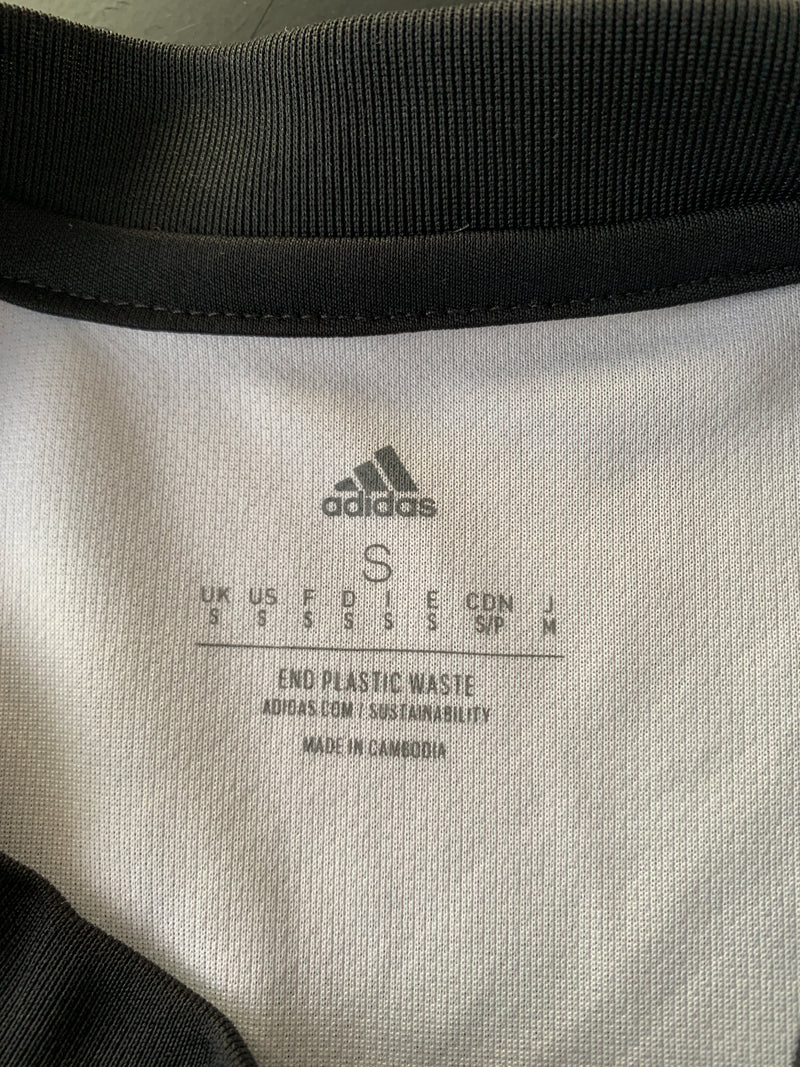 adidas
S
UK US F D I E CDN J
S S S S S S S/P M
END PLASTIC WASTE
ADIDAS.COM / SUSTAINABILITY
MADE IN CAMBODIA